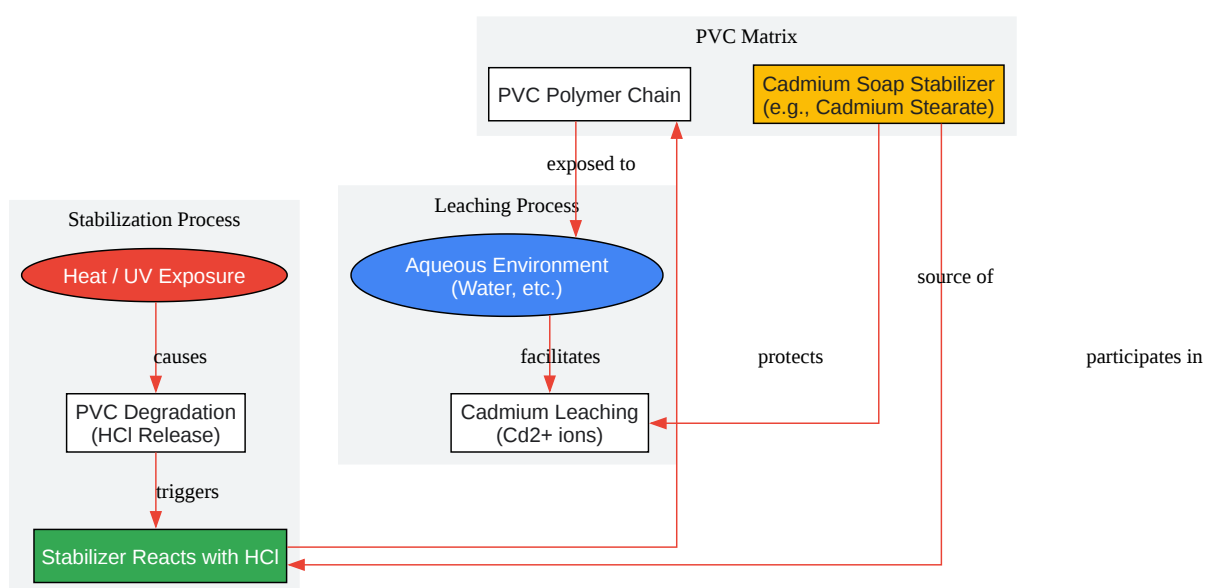 PVC Matrix
PVC Polymer Chain
Cadmium Soap Stabilizer
(e.g., Cadmium Stearate)
exposed to
Leaching Process
Stabilization Process
Heat / UV Exposure
Aqueous Environment
(Water, etc.)
source of
causes
facilitates
protects
participates in
PVC Degradation
(HCl Release)
Cadmium Leaching
(Cd2+ ions)
triggers
Stabilizer Reacts with HCl